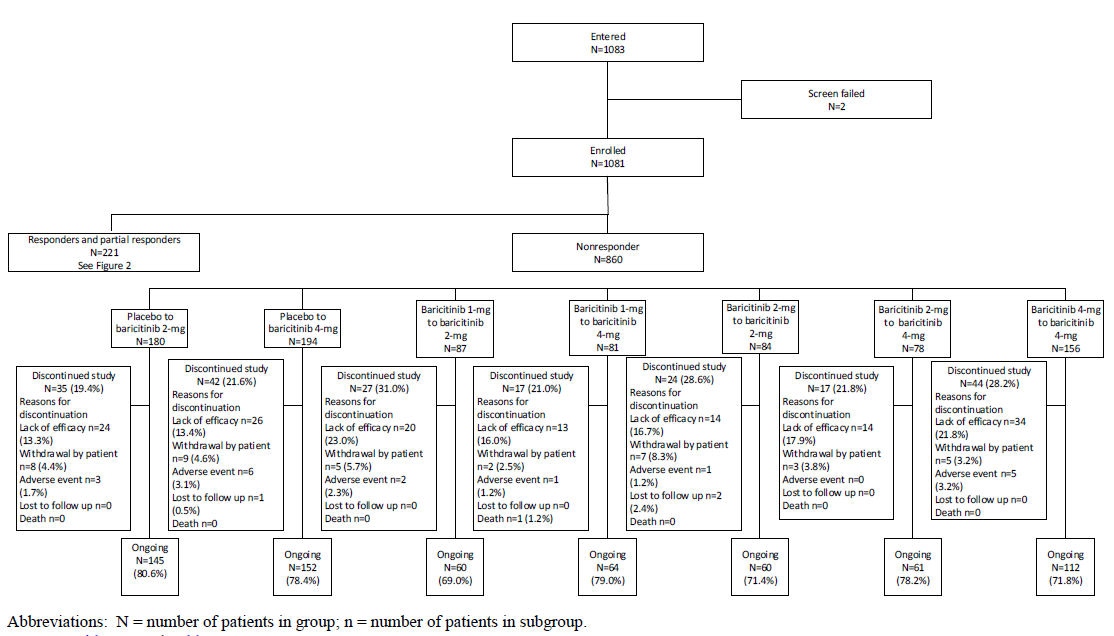 Entered
N=1083
Screen failed
N=2
Enrolled
N=1081
Responders and partial responders
N=221
See Figure 2
Nonresponder
N=860
Placebo to
baricitinib 2-mg
N=180
Placebo to
baricitinib 4-mg
N=194
Baricitinib 1-mg
to baricitinib
2-mg
N=87
Baricitinib 1-mg
to baricitinib
4-mg
N=81
Baricitinib 2-mg
to baricitinib
2-mg
N=84
Baricitinib 2-mg
to baricitinib
4-mg
N=78
Baricitinib 4-mg
to baricitinib
4-mg
N=156
Discontinued study
N=35 (19.4%)
Reasons for
discontinuation
Lack of efficacy n=24
(13.3%)
Withdrawal by patient
n=8 (4.4%)
Adverse event n=3
(1.7%)
Lost to follow up n=0
Death n=0
Discontinued study
N=42 (21.6%)
Reasons for
discontinuation
Lack of efficacy n=26
(13.4%)
Withdrawal by patient
n=9 (4.6%)
Adverse event n=6
(3.1%)
Lost to follow up n=1
(0.5%)
Death n=0
Discontinued study
N=27 (31.0%)
Reasons for
discontinuation
Lack of efficacy n=20
(23.0%)
Withdrawal by patient
n=5 (5.7%)
Adverse event n=2
(2.3%)
Lost to follow up n=0
Death n=0
Discontinued study
N=17 (21.0%)
Reasons for
discontinuation
Lack of efficacy n=13
(16.0%)
Withdrawal by patient
n=2 (2.5%)
Adverse event n=1
(1.2%)
Lost to follow up n=0
Death n=1 (1.2%)
Discontinued study
N=24 (28.6%)
Reasons for
discontinuation
Lack of efficacy n=14
(16.7%)
Withdrawal by patient
n=7 (8.3%)
Adverse event n=1
(1.2%)
Lost to follow up n=2
(2.4%)
Death n=0
Discontinued study
N=17 (21.8%)
Reasons for
discontinuation
Lack of efficacy n=14
(17.9%)
Withdrawal by patient
n=3 (3.8%)
Adverse event n=0
Lost to follow up n=0
Death n=0
Discontinued study
N=44 (28.2%)
Reasons for
discontinuation
Lack of efficacy n=34
(21.8%)
Withdrawal by patient
n=5 (3.2%)
Adverse event n=5
(3.2%)
Lost to follow up n=0
Death n=0
Ongoing
N=145
(80.6%)
Ongoing
N=152
(78.4%)
Ongoing
N=60
(69.0%)
Ongoing
N=64
(79.0%)
Ongoing
N=60
(71.4%)
Ongoing
N=61
(78.2%)
Ongoing
N=112
(71.8%)
Abbreviations: N = number of patients in group; n = number of patients in subgroup.